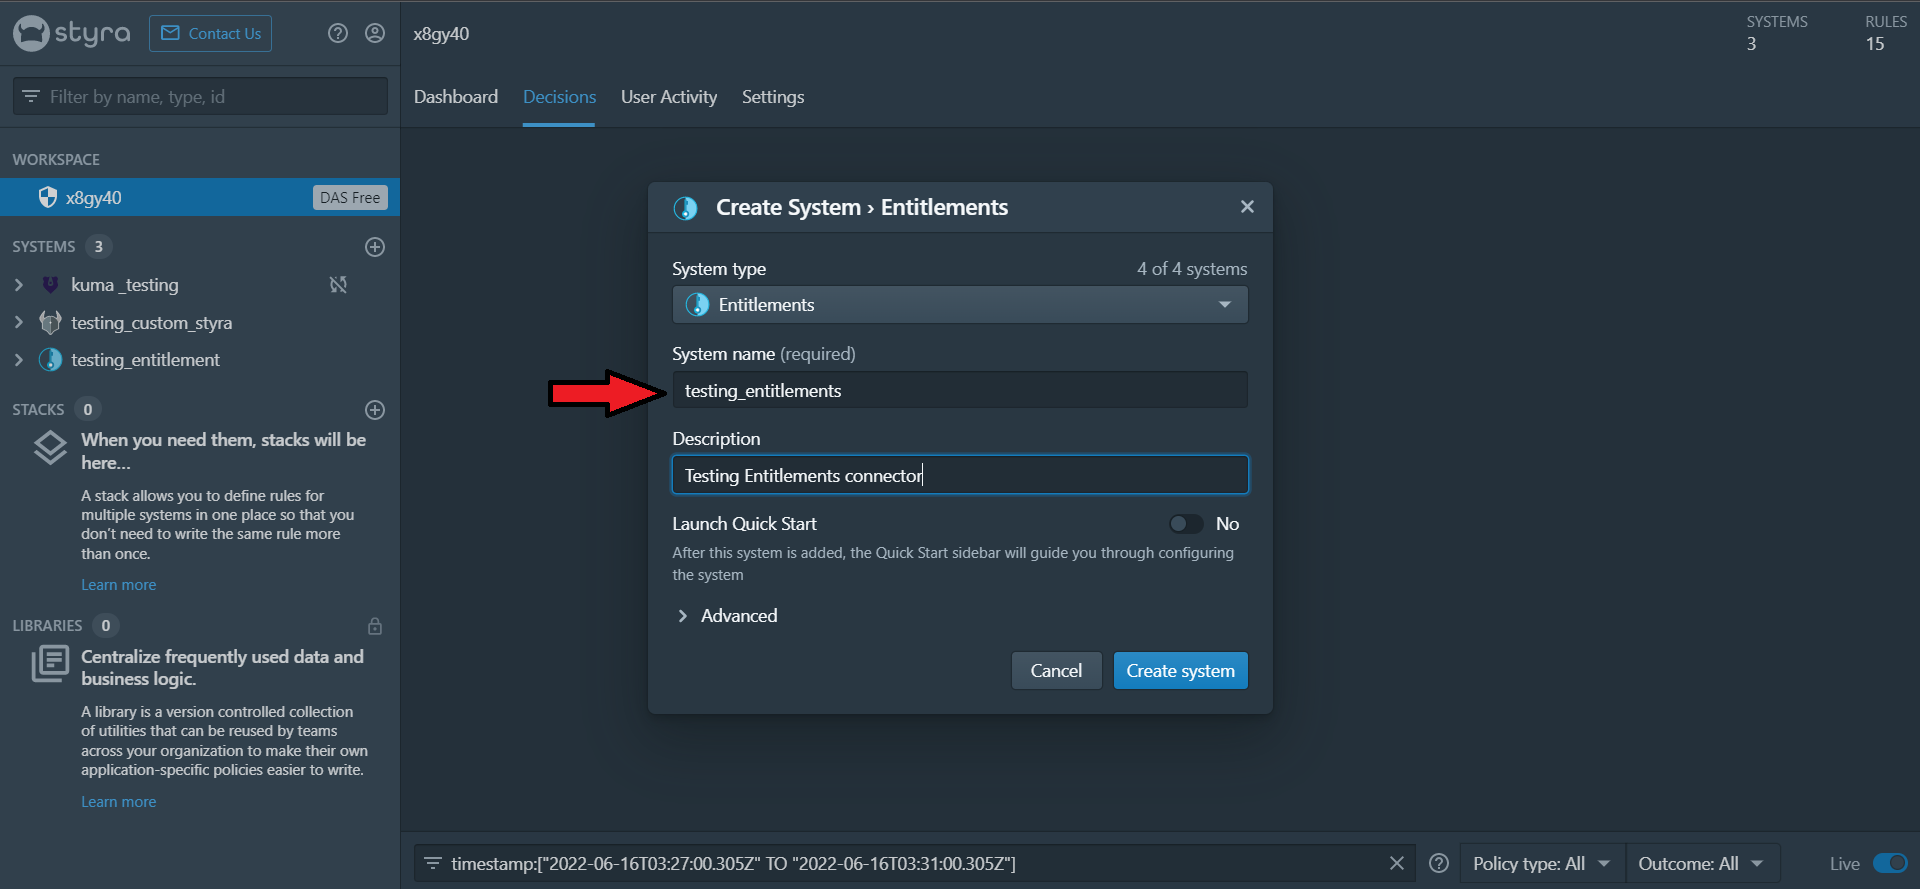 styra
Contact Us
Filter by name, type, id
WORKSPACE
x8gy40
DAS Free
SYSTEMS 3
kuma _testing
testing_custom_styra
testing_entitlement
STACKS 0
When you need them, stacks will be
here...
A stack allows you to define rules for
multiple systems in one place so that you
don't need to write the same rule more
than once.
Learn more
LIBRARIES 0
Centralize frequently used data and
business logic.
A library is a version controlled collection
of utilities that can be reused by teams
across your organization to make their own
application-specific policies easier to write.
Learn more
x8gy40
SYSTEMS
3
RULES
15
Dashboard Decisions User Activity Settings
Create System › Entitlements
System type 4 of 4 systems
Entitlements
System name (required)
testing_entitlements
Description
Testing Entitlements connector
Launch Quick Start No
After this system is added, the Quick Start sidebar will guide you through configuring
the system
Advanced
Cancel Create system
timestamp:["2022-06-16T03:27:00.305Z" TO "2022-06-16T03:31:00.305Z"]
Policy type: All Outcome: All Live